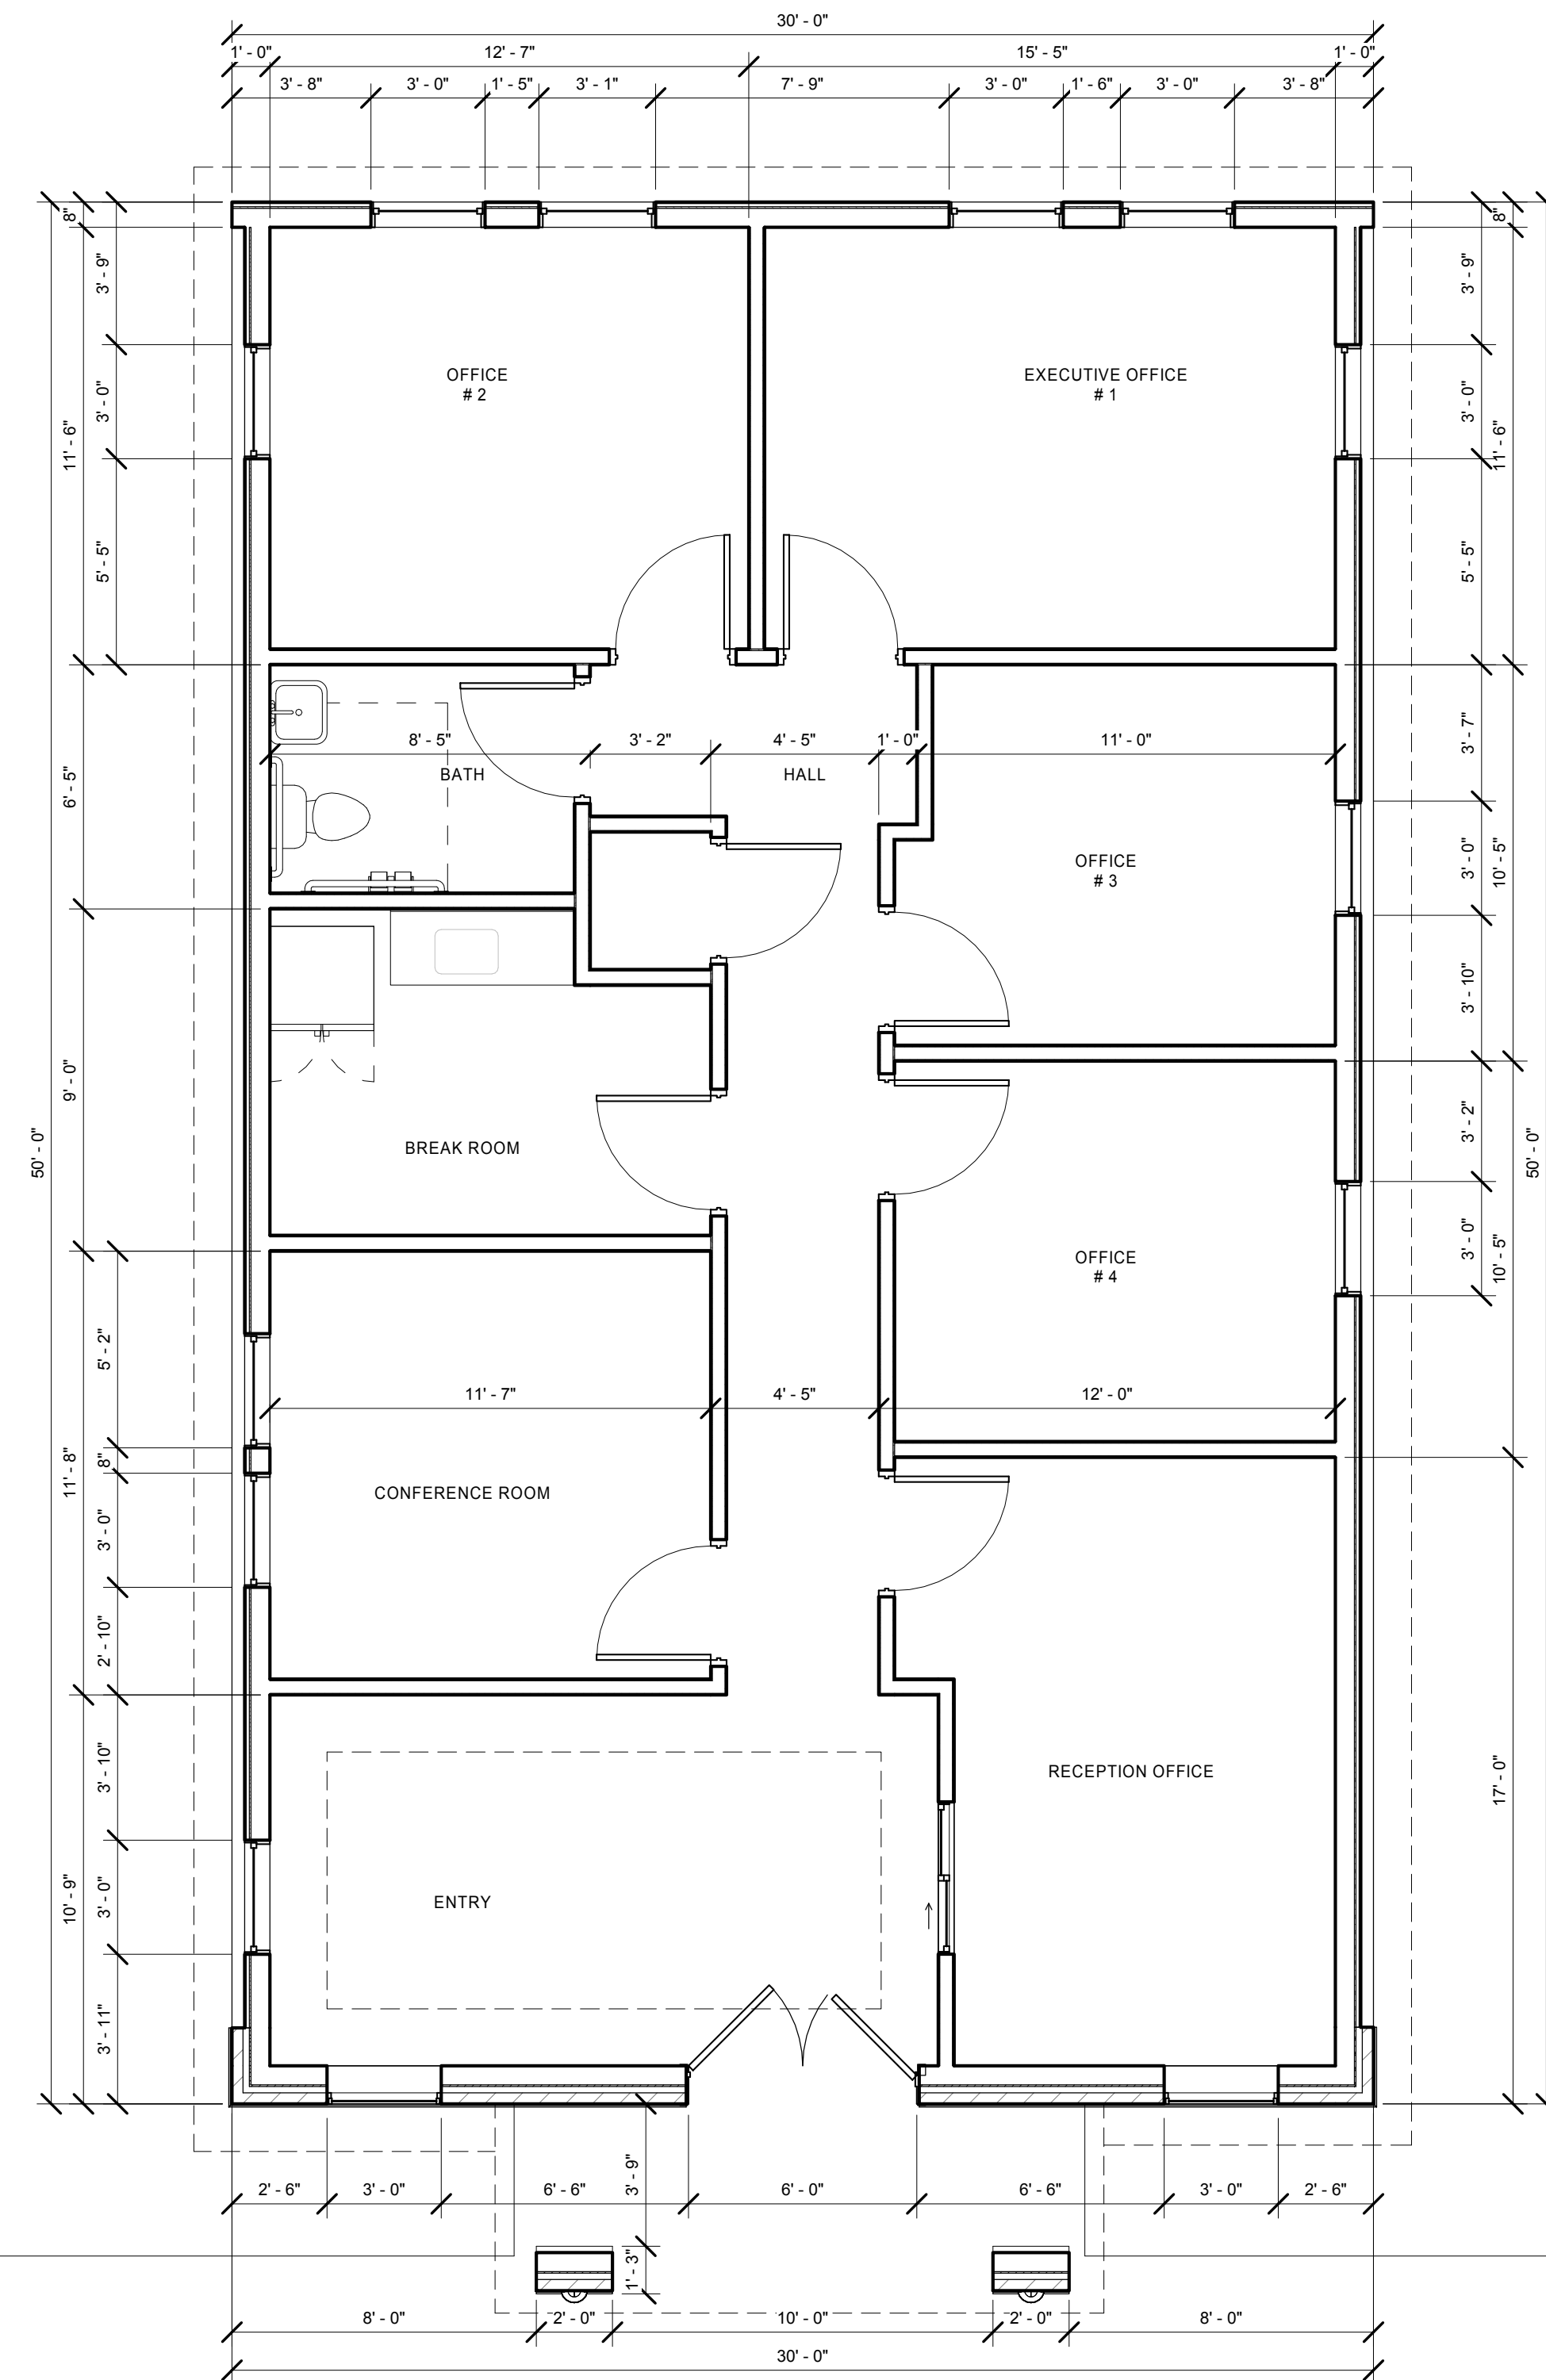 30' - 0"
1' - 0" 12' - 7" 15' - 5" 1' - 0"
3' - 8" 3' - 0" 1' - 5" 3' - 1" 7' - 9" 3' - 0" 1' - 6" 3' - 0" 3' - 8"
8" 8"
3' - 9" 3' - 9"
OFFICE EXECUTIVE OFFICE
# 2 # 1
11' - 6" 3' - 0" 3' - 0" 11' - 6"
5' - 5" 5' - 5"
8' - 5" 3' - 2" 4' - 5" 1' - 0" 11' - 0" 3' - 7"
6' - 5" BATH HALL
OFFICE
# 3
3' - 0" 10' - 5"
3' - 10"
9' - 0"
50' - 0" BREAK ROOM 3' - 2" 50' - 0"
OFFICE
# 4
3' - 0" 10' - 5"
5' - 2"
11' - 7" 4' - 5" 12' - 0"
11' - 8" 8"
CONFERENCE ROOM
3' - 0"
2' - 10"
3' - 10" RECEPTION OFFICE 17' - 0"
10' - 9" 3' - 0" ENTRY
3' - 11"
3' - 9"
2' - 6" 3' - 0" 6' - 6" 6' - 0" 6' - 6" 3' - 0" 2' - 6"
1' - 3"
8' - 0" 2' - 0" 10' - 0" 2' - 0" 8' - 0"
30' - 0"